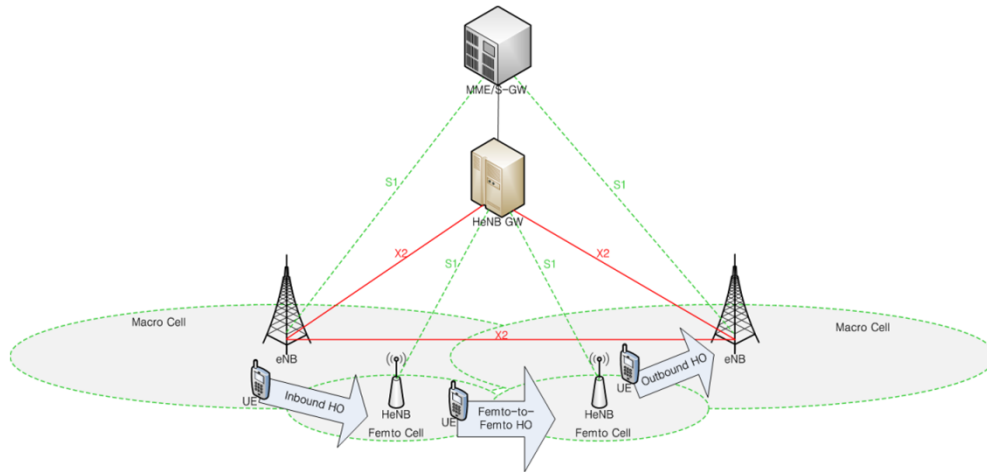 MME/S-GW
S1
S1
HeNB GW
X2
X2
S1
S1
Macro Cell
Macro Cell
X2
eNB
eNB
UE
Inbound HO
HeNB
Femto Cell
UE
Femto-to-
Femto HO
HeNB
Femto Cell
UE
Outbound HO